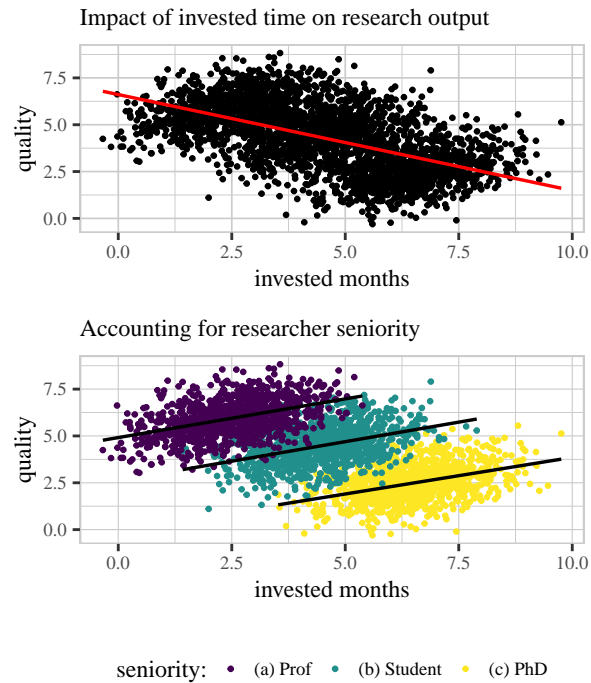 Impact of invested time on research output
7.5
5.0
2.5
0.0
quality
0.0 2.5 5.0 7.5 10.0
invested months
Accounting for researcher seniority
7.5
5.0
2.5
0.0
quality
0.0 2.5 5.0 7.5 10.0
invested months
seniority: (a) Prof (b) Student (c) PhD